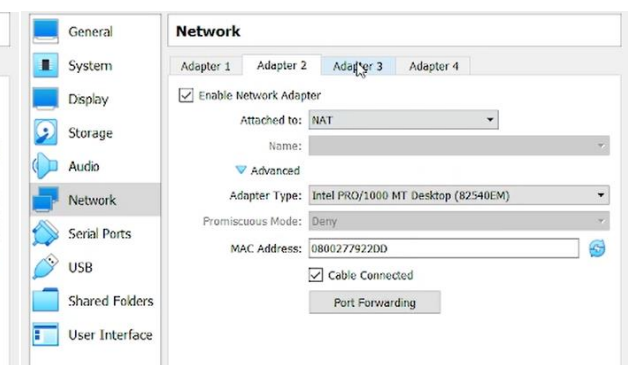 General
System
Display
Storage
Audio
Network
Serial Ports
USB
Shared Folders
User Interface
Network
Adapter 1 Adapter 2 Adapter 3 Adapter 4
Enable Network Adapter
Attached to: NAT
Name:
Advanced
Adapter Type: Intel PRO/1000 MT Desktop (82540EM)
Promiscuous Mode: Deny
MAC Address: 0800277922DD
Cable Connected
Port Forwarding